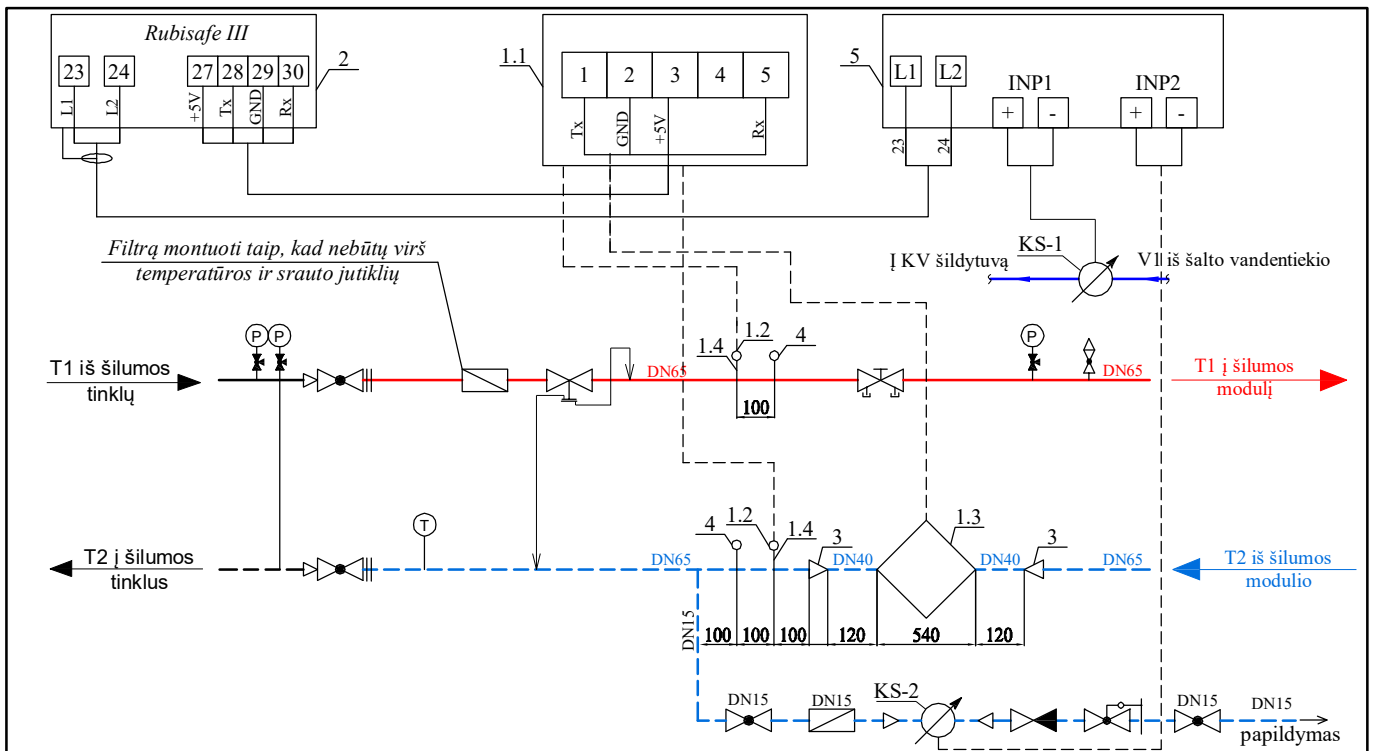 Rubisafe III
23 24 27 28 29 30
L1 L2 +5V Tx GND Rx
2
1.1
1 2 3 4 5
Tx GND +5V Rx
5
L1 L2
INP1 INP2
+ - + -
23 24
Filtrą montuoti taip, kad nebūtų virš
temperatūros ir srauto jutiklių
KS-1
Į KV šildytuvą
V1 iš šalto vandentiekio
P P
1.2
1.4
4
P
T1 iš šilumos
tinklų
DN65
DN65
T1 į šilumos
modulį
100
T
4
1.2
1.4
3
1.3
3
T2 į šilumos
tinklus
DN65
DN40
DN40
DN65
T2 iš šilumos
modulio
100 100 100 120 540 120
DN15
DN15
DN15
KS-2
DN15
DN15
papildymas